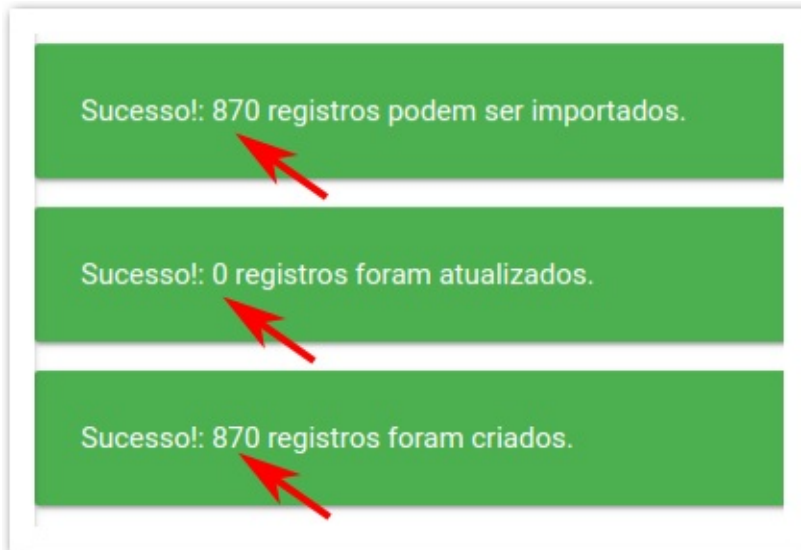 Sucesso!: 870 registros podem ser importados.
Sucesso!: 0 registros foram atualizados.
Sucesso!: 870 registros foram criados.